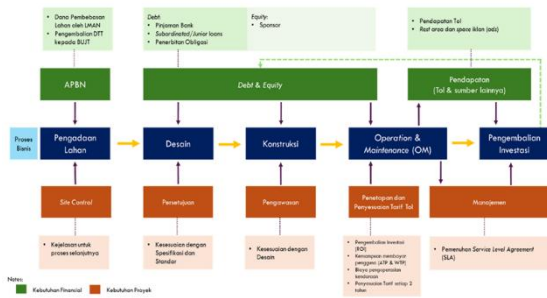 • Dana Pembebasan
Lahan oleh LMAN
• Pengembalian DTT
kepada BUJT
Debt:
• Pinjaman Bank
• Subordinated/Junior loans
• Penerbitan Obligasi
Equity:
• Sponsor
• Pendapatan Tol
• Rest area dan space iklan (ads)
APBN
Debt & Equity
Pendapatan
(Tol & sumber lainnya)
Proses
Bisnis
Pengadaan
Lahan
Desain
Konstruksi
Operation &
Maintenance (OM)
Pengembalian
Investasi
Site Control
Persetujuan
Pengawasan
Penetapan dan
Penyesuaian Tarif Tol
Manajemen
• Kejelasan untuk
proses selanjutnya
• Kesesuaian dengan
Spesifikasi dan
Standar
• Kesesuaian dengan
Desain
• Pengembalian Investasi
(ROI)
• Kemampuan membayar
pengguna (ATP & WTP)
• Biaya pengoperasian
kendaraan
• Penyesuaian Tarif setiap 2
tahun
• Pemenuhan Service Level Agreement
(SLA)
Notes:
Kebutuhan Financial
Kebutuhan Proyek